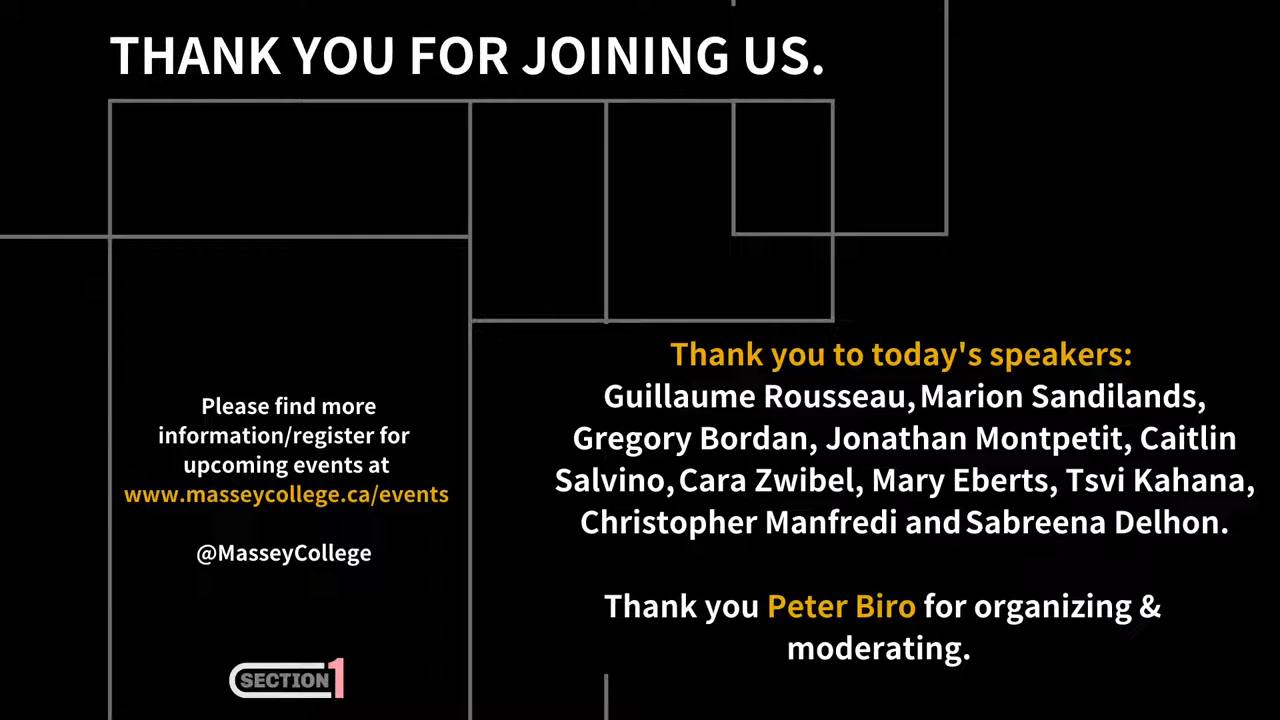 THANK YOU FOR JOINING US.
Please find more
information/register for
upcoming events at
www.masseycollege.ca/events
@MasseyCollege
SECTION1
Thank you to today's speakers:
Guillaume Rousseau, Marion Sandilands,
Gregory Bordan, Jonathan Montpetit, Caitlin
Salvino, Cara Zwibel, Mary Eberts, Tsvi Kahana,
Christopher Manfredi and Sabreena Delhon.
Thank you Peter Biro for organizing &
moderating.